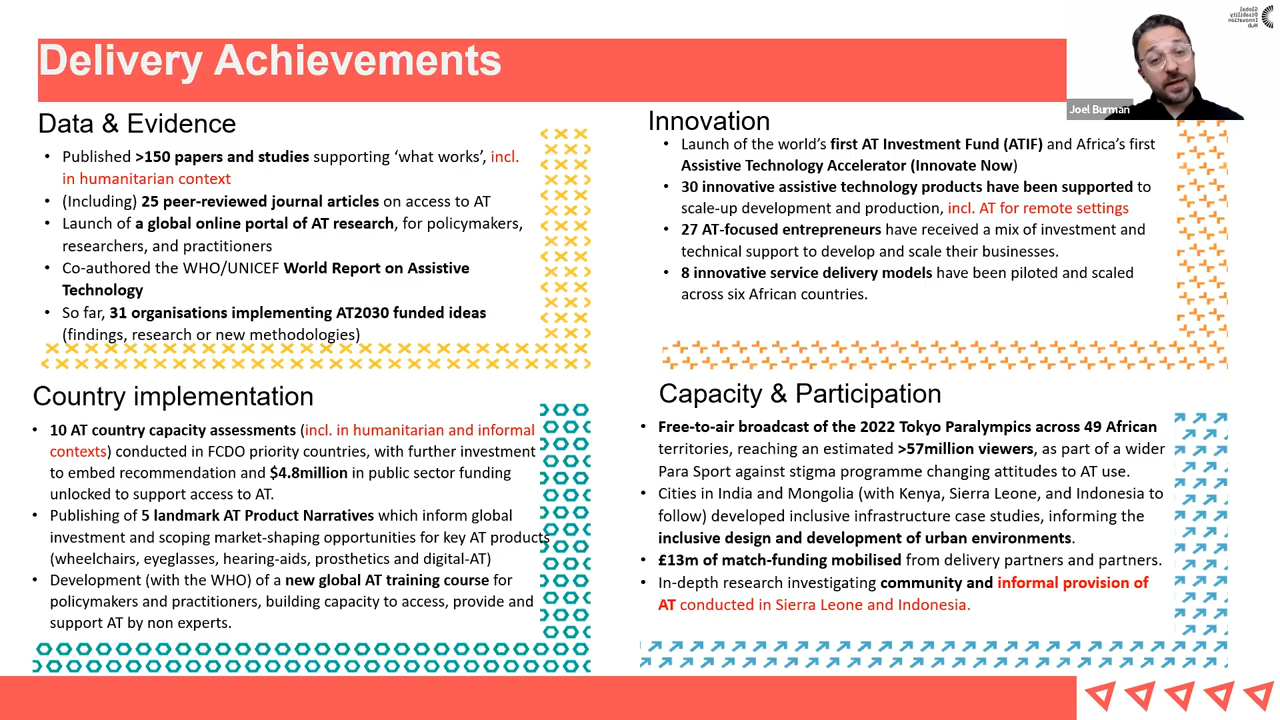 Delivery Achievements
Global
Disability
Innovation
Hub
Joel Burman
Data & Evidence
• Published >150 papers and studies supporting ‘what works’, incl.
in humanitarian context
• (Including) 25 peer-reviewed journal articles on access to AT
• Launch of a global online portal of AT research, for policymakers,
researchers, and practitioners
• Co-authored the WHO/UNICEF World Report on Assistive
Technology
• So far, 31 organisations implementing AT2030 funded ideas
(findings, research or new methodologies)
Innovation
• Launch of the world’s first AT Investment Fund (ATIF) and Africa’s first
Assistive Technology Accelerator (Innovate Now)
• 30 innovative assistive technology products have been supported to
scale-up development and production, incl. AT for remote settings
• 27 AT-focused entrepreneurs have received a mix of investment and
technical support to develop and scale their businesses.
• 8 innovative service delivery models have been piloted and scaled
across six African countries.
Country implementation
• 10 AT country capacity assessments (incl. in humanitarian and informal
contexts) conducted in FCDO priority countries, with further investment
to embed recommendation and $4.8million in public sector funding
unlocked to support access to AT.
• Publishing of 5 landmark AT Product Narratives which inform global
investment and scoping market-shaping opportunities for key AT products
(wheelchairs, eyeglasses, hearing-aids, prosthetics and digital-AT)
• Development (with the WHO) of a new global AT training course for
policymakers and practitioners, building capacity to access, provide and
support AT by non experts.
Capacity & Participation
• Free-to-air broadcast of the 2022 Tokyo Paralympics across 49 African
territories, reaching an estimated >57million viewers, as part of a wider
Para Sport against stigma programme changing attitudes to AT use.
• Cities in India and Mongolia (with Kenya, Sierra Leone, and Indonesia to
follow) developed inclusive infrastructure case studies, informing the
inclusive design and development of urban environments.
• £13m of match-funding mobilised from delivery partners and partners.
• In-depth research investigating community and informal provision of
AT conducted in Sierra Leone and Indonesia.